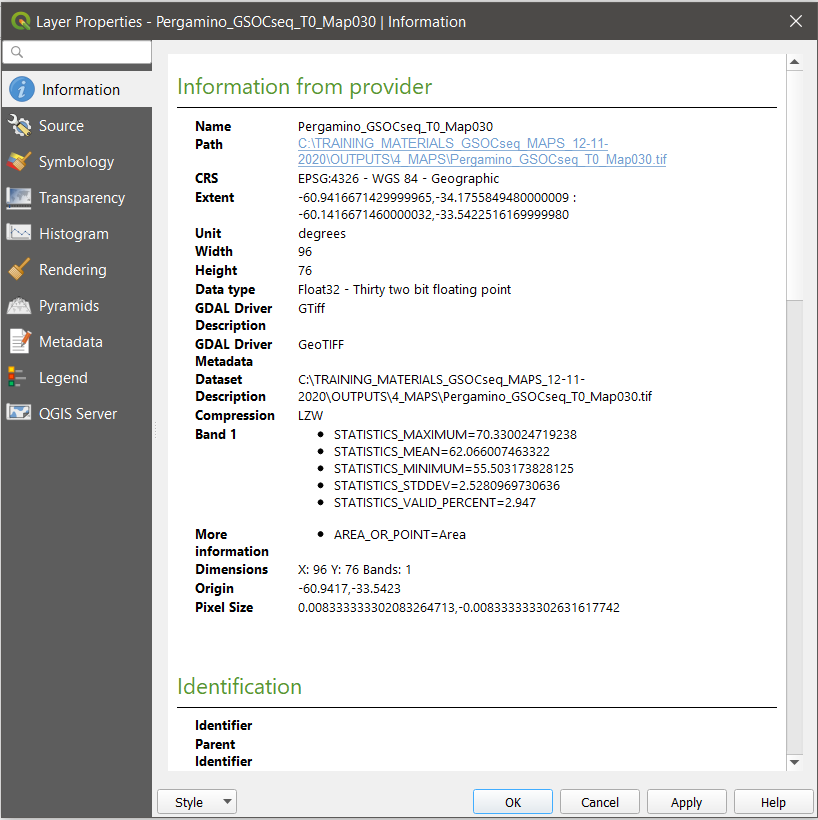 Layer Properties - Pergamino_GSOCseq_T0_Map030 | Information
Information
Source
Symbology
Transparency
Histogram
Rendering
Pyramids
Metadata
Legend
QGIS Server
Information from provider
Name Pergamino_GSOCseq_T0_Map030
Path C:\TRAINING_MATERIALS_GSOCseq_MAPS_12-11-
2020\OUTPUTS\4_MAPS\Pergamino_GSOCseq_T0_Map030.tif
CRS EPSG:4326 - WGS 84 - Geographic
Extent -60.9416671429999965,-34.1755849480000009 :
-60.1416671460000032,-33.5422516169999980
Unit degrees
Width 96
Height 76
Data type Float32 - Thirty two bit floating point
GDAL Driver GTiff
Description
GDAL Driver GeoTIFF
Metadata
Dataset C:\TRAINING_MATERIALS_GSOCseq_MAPS_12-11-
Description 2020\OUTPUTS\4_MAPS\Pergamino_GSOCseq_T0_Map030.tif
Compression LZW
Band 1 • STATISTICS_MAXIMUM=70.330024719238
• STATISTICS_MEAN=62.066007463322
• STATISTICS_MINIMUM=55.503173828125
• STATISTICS_STDDEV=2.5280969730636
• STATISTICS_VALID_PERCENT=2.947
More • AREA_OR_POINT=Area
information
Dimensions X: 96 Y: 76 Bands: 1
Origin -60.9417,-33.5423
Pixel Size 0.008333333302083264713,-0.008333333302631617742
Identification
Identifier
Parent
Identifier
Style OK Cancel Apply Help